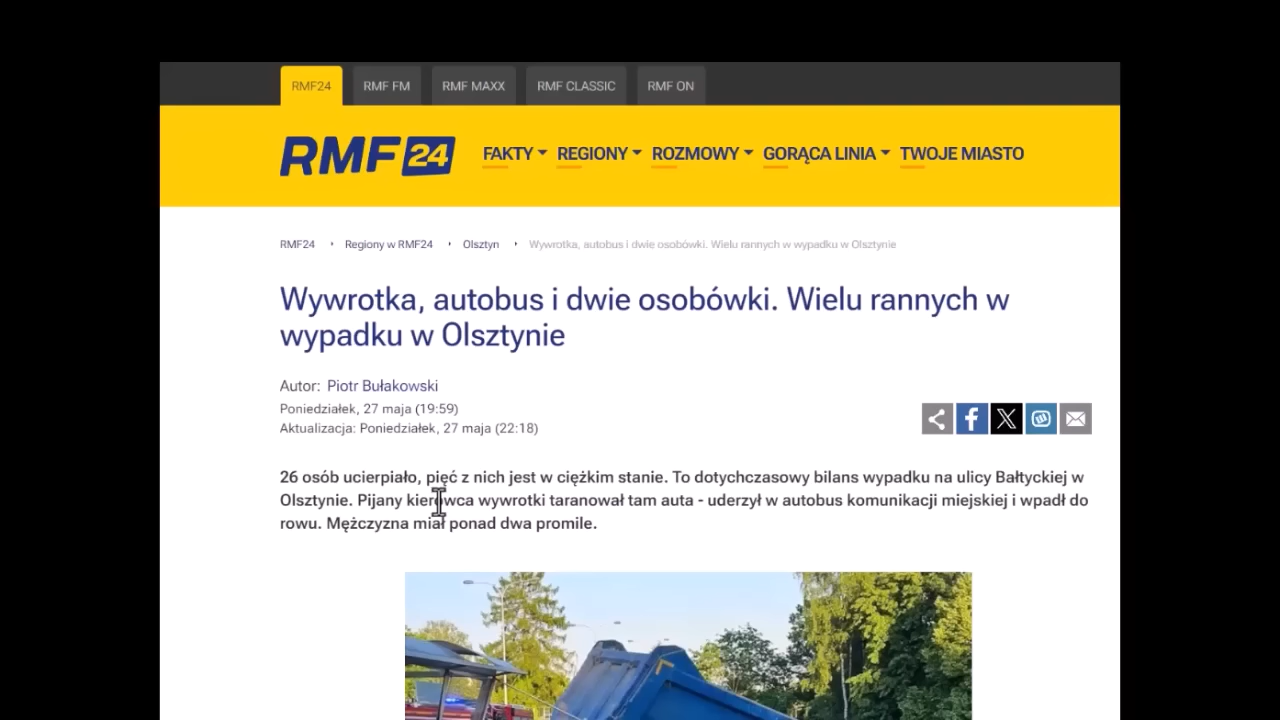 RMF24 RMF FM RMF MAXX RMF CLASSIC RMF ON
RMF24 FAKTY REGIONY ROZMOWY GORĄCA LINIA TWOJE MIASTO
RMF24 Regiony w RMF24 Olsztyn Wywrotka, autobus i dwie osobówki. Wielu rannych w wypadku w Olsztynie
Wywrotka, autobus i dwie osobówki. Wielu rannych w
wypadku w Olsztynie
Autor: Piotr Bułakowski
Poniedziałek, 27 maja (19:59)
Aktualizacja: Poniedziałek, 27 maja (22:18)
26 osób ucierpiało, pięć z nich jest w ciężkim stanie. To dotychczasowy bilans wypadku na ulicy Bałtyckiej w
Olsztynie. Pijany kierowca wywrotki taranował tam auta - uderzył w autobus komunikacji miejskiej i wpadł do
rowu. Mężczyzna miał ponad dwa promile.